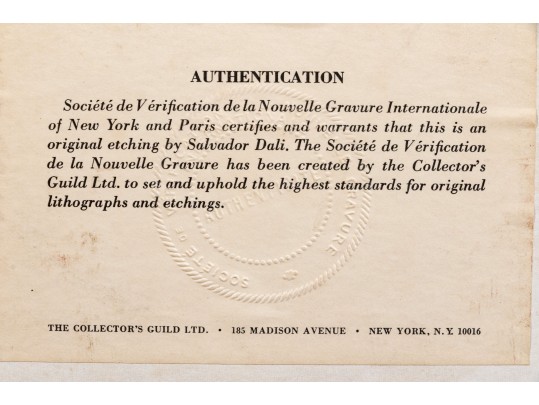 AUTHENTICATION
Société de Vérification de la Nouvelle Gravure Internationale
of New York and Paris certifies and warrants that this is an
original etching by Salvador Dali. The Société de Vérification
de la Nouvelle Gravure has been created by the Collector's
Guild Ltd. to set and uphold the highest standards for original
lithographs and etchings.
SOCIÉTÉ GRAVURE
THE COLLECTOR'S GUILD LTD. • 185 MADISON AVENUE • NEW YORK, N.Y. 10016